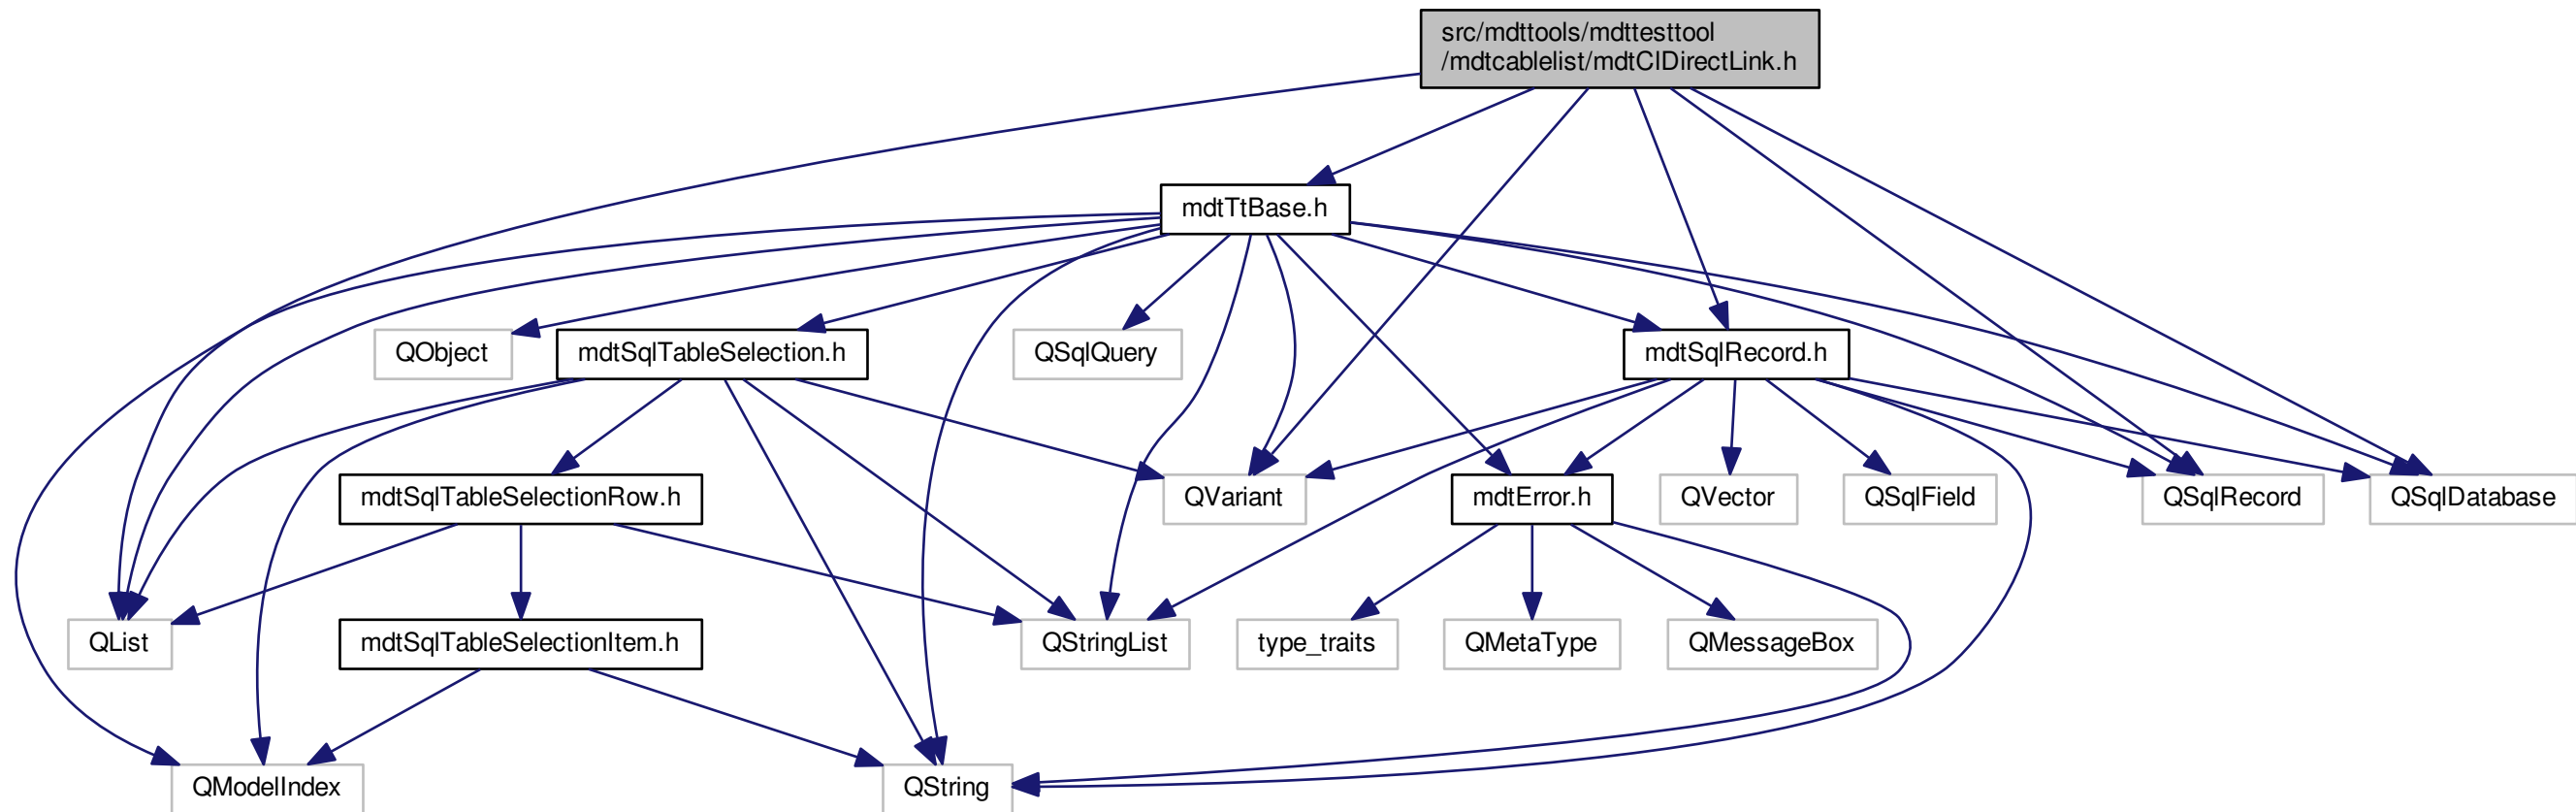 src/mdttools/mdttesttool
/mdtcablelist/mdtClDirectLink.h
mdtTtBase.h
QObject
mdtSqlTableSelection.h
QSqlQuery
mdtSqlRecord.h
mdtSqlTableSelectionRow.h
QVariant
mdtError.h
QVector
QSqlField
QSqlRecord
QSqlDatabase
QList
mdtSqlTableSelectionItem.h
QStringList
type_traits
QMetaType
QMessageBox
QModelIndex
QString